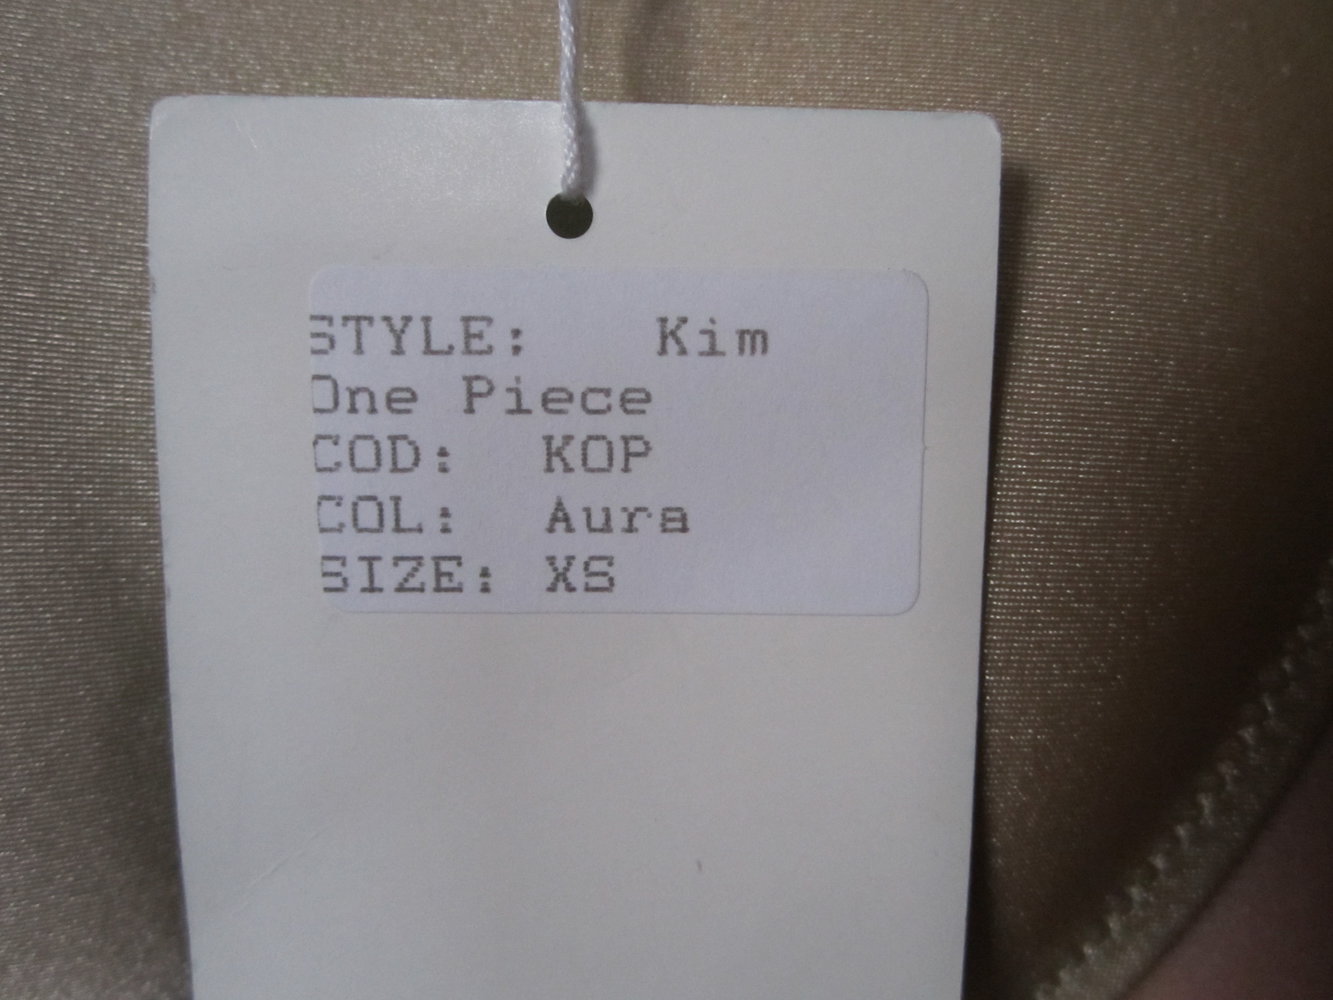 STYLE: Kim
One Piece
COD: KOP
COL: Aura
SIZE: XS